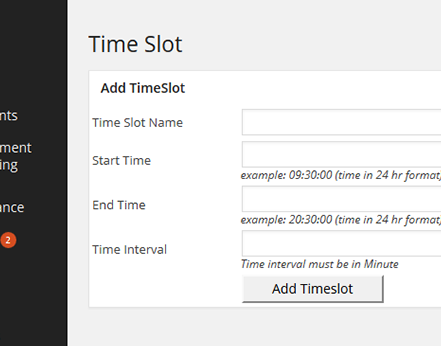 Time Slot
Add TimeSlot
Time Slot Name
Start Time
example: 09:30:00 (time in 24 hr format)
End Time
example: 20:30:00 (time in 24 hr format)
Time Interval
Time interval must be in Minute
Add Timeslot
nts
ment
ing
ance
2